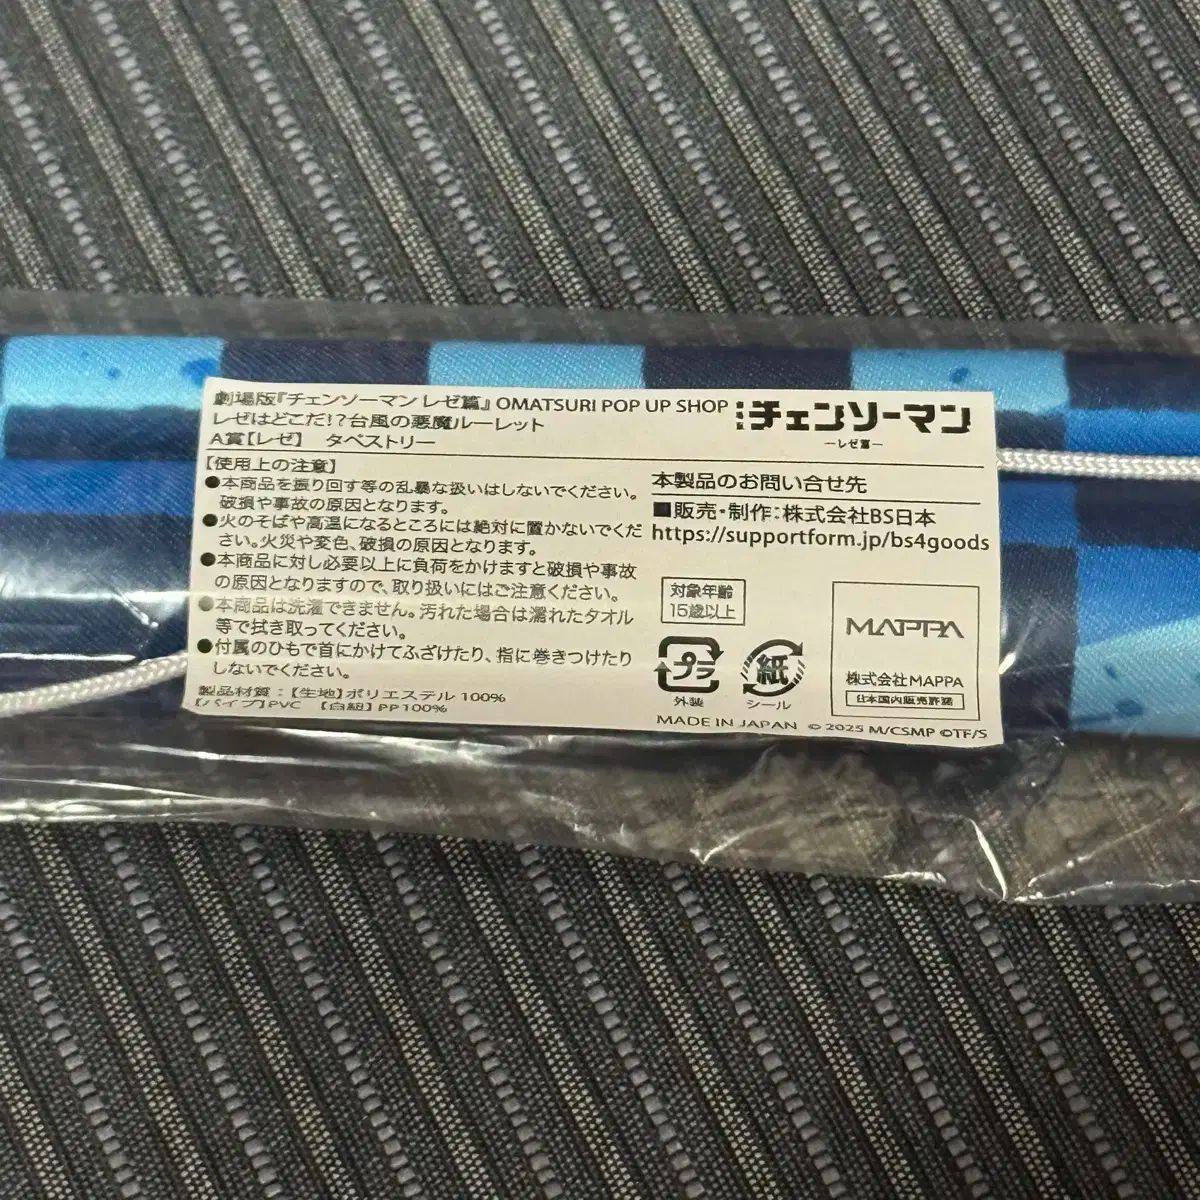 劇場版『チェンソーマン レゼ篇』 OMATSURI POP UP SHOP
レゼはどこだ!?台風の悪魔ルーレット
A賞【レゼ】 タペストリー
劇場版 チェンソーマン
―レゼ篇―
【使用上の注意】
●本商品を振り回す等の乱暴な扱いはしないでください。
破損や事故の原因となります。
●火のそばや高温になるところには絶対に置かないでくだ
さい。火災や変色、破損の原因となります。
●本商品に対し必要以上に負荷をかけますと破損や事故
の原因となりますので、取り扱いにはご注意ください。
●本商品は洗濯できません。汚れた場合は濡れたタオル
等で拭き取ってください。
●付属のひもで首にかけてふざけたり、指に巻きつけたり
しないでください。
製品材質：【生地】ポリエステル 100%
【パイプ】PVC 【白紐】PP100%
本製品のお問い合せ先
■販売・制作：株式会社BS日本
https://supportform.jp/bs4goods
対象年齢
15歳以上
プラ
外装
紙
シール
MAPPA
株式会社MAPPA
日本国内販売許諾
MADE IN JAPAN © 2025 M/CSMP ©TF/S